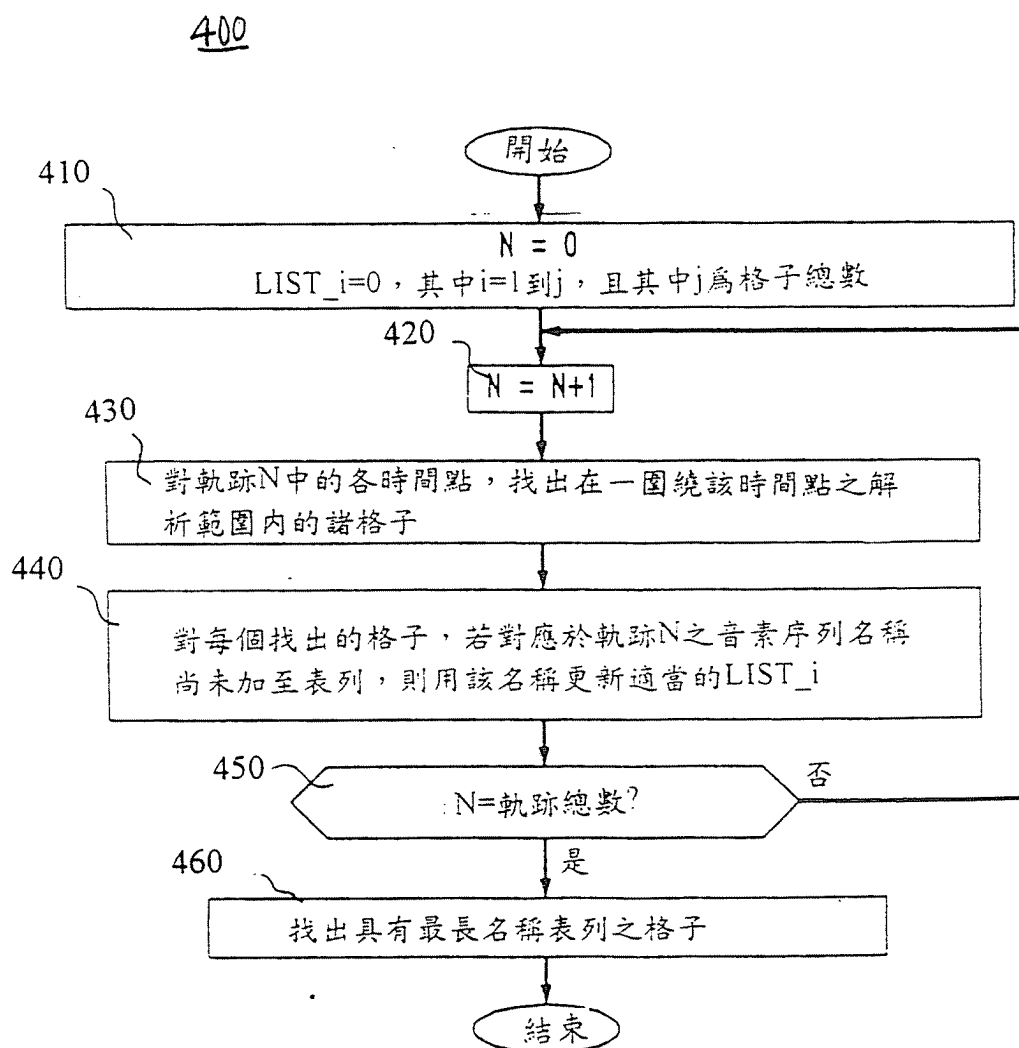 400
開始
410
N = 0
LIST_i=0，其中i=1到j，且其中j爲格子總數
420
N = N+1
430
對軌跡N中的各時間點，找出在一圍繞該時間點之解
析範圍內的諸格子
440
對每個找出的格子，若對應於軌跡N之音素序列名稱
尚未加至表列，則用該名稱更新適當的LIST_i
450
N=軌跡總數?
否
是
460
找出具有最長名稱表列之格子
結束